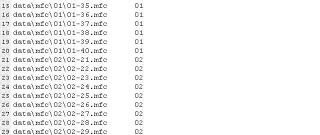 15 data\mfc\01\01-35.mfc 01
16 data\mfc\01\01-36.mfc 01
17 data\mfc\01\01-37.mfc 01
18 data\mfc\01\01-38.mfc 01
19 data\mfc\01\01-39.mfc 01
20 data\mfc\01\01-40.mfc 01
21 data\mfc\02\02-21.mfc 02
22 data\mfc\02\02-22.mfc 02
23 data\mfc\02\02-23.mfc 02
24 data\mfc\02\02-24.mfc 02
25 data\mfc\02\02-25.mfc 02
26 data\mfc\02\02-26.mfc 02
27 data\mfc\02\02-27.mfc 02
28 data\mfc\02\02-28.mfc 02
29 data\mfc\02\02-29.mfc 02